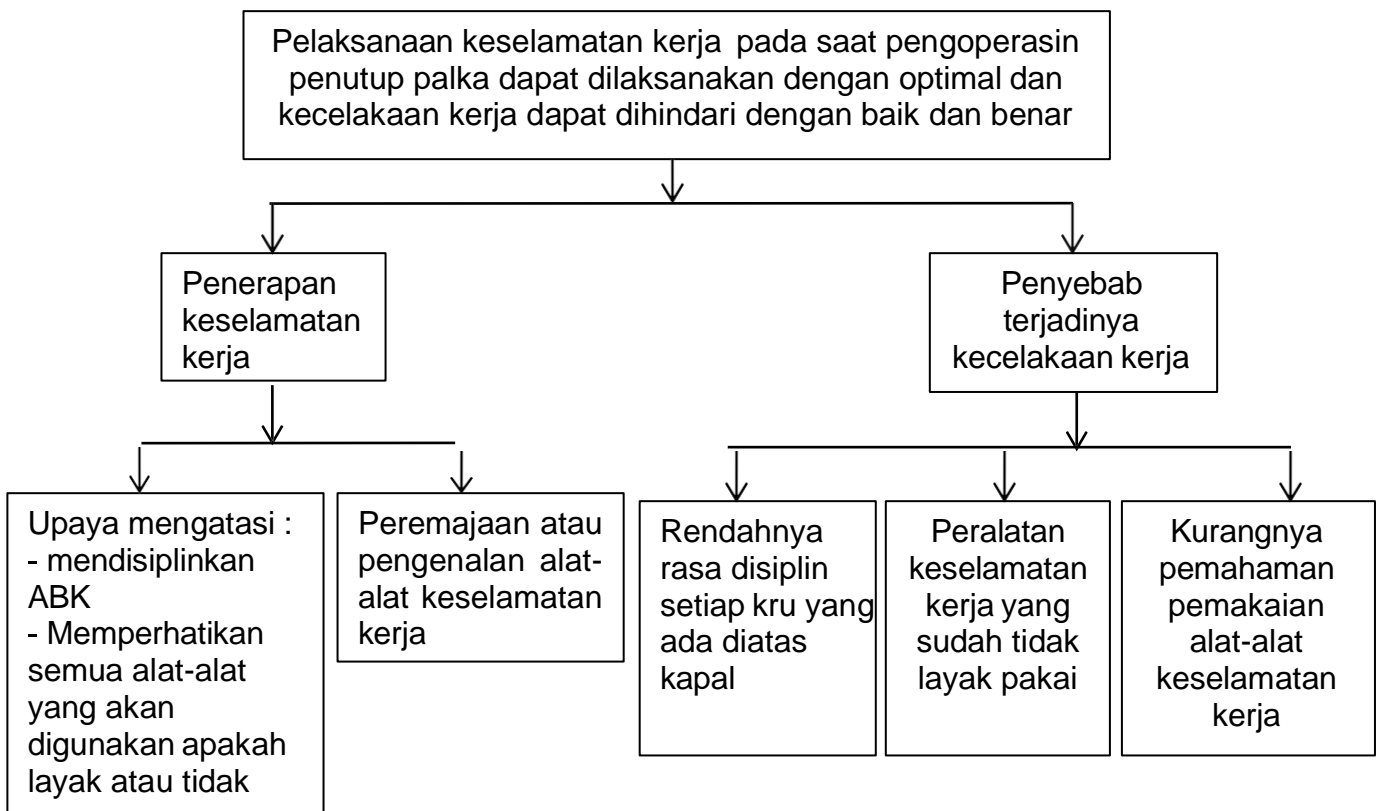 Pelaksanaan keselamatan kerja pada saat pengoperasin
penutup palka dapat dilaksanakan dengan optimal dan
kecelakaan kerja dapat dihindari dengan baik dan benar
Penerapan
keselamatan
kerja
Penyebab
terjadinya
kecelakaan kerja
Upaya mengatasi :
- mendisiplinkan
ABK
- Memperhatikan
semua alat-alat
yang akan
digunakan apakah
layak atau tidak
Peremajaan atau
pengenalan alat-
alat keselamatan
kerja
Rendahnya
rasa disiplin
setiap kru yang
ada diatas
kapal
Peralatan
keselamatan
kerja yang
sudah tidak
layak pakai
Kurangnya
pemahaman
pemakaian
alat-alat
keselamatan
kerja